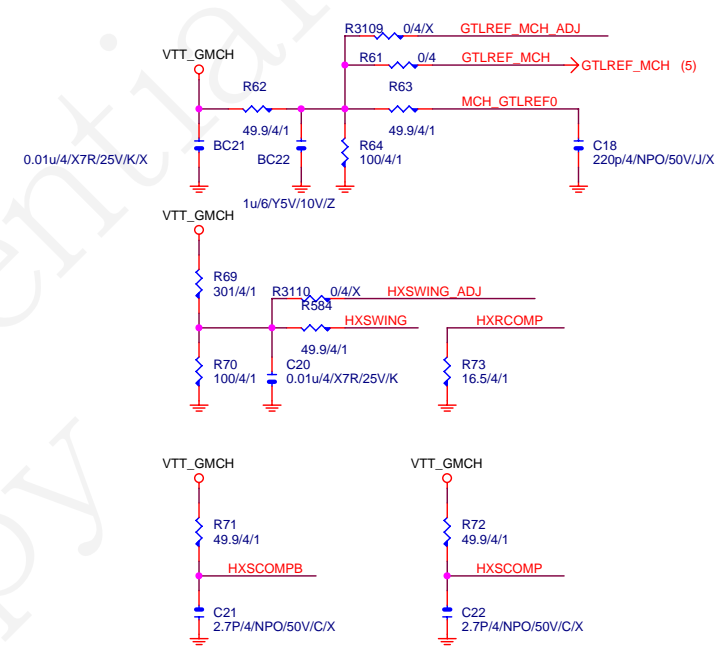 R3109 0/4/X GTLREF_MCH_ADJ
VTT_GMCH
R61 0/4 GTLREF_MCH
GTLREF_MCH (5)
R62
R63
MCH_GTLREF0
49.9/4/1
49.9/4/1
BC21
0.01u/4/X7R/25V/K/X
BC22
1u/6/Y5V/10V/Z
R64
100/4/1
C18
220p/4/NPO/50V/J/X
VTT_GMCH
R69
301/4/1
R3110 0/4/X HXSWING_ADJ
R584
HXSWING
49.9/4/1
HXRCOMP
R70
100/4/1
C20
0.01u/4/X7R/25V/K
R73
16.5/4/1
VTT_GMCH
VTT_GMCH
R71
49.9/4/1
R72
49.9/4/1
HXSCOMPB
HXSCOMP
C21
2.7P/4/NPO/50V/C/X
C22
2.7P/4/NPO/50V/C/X